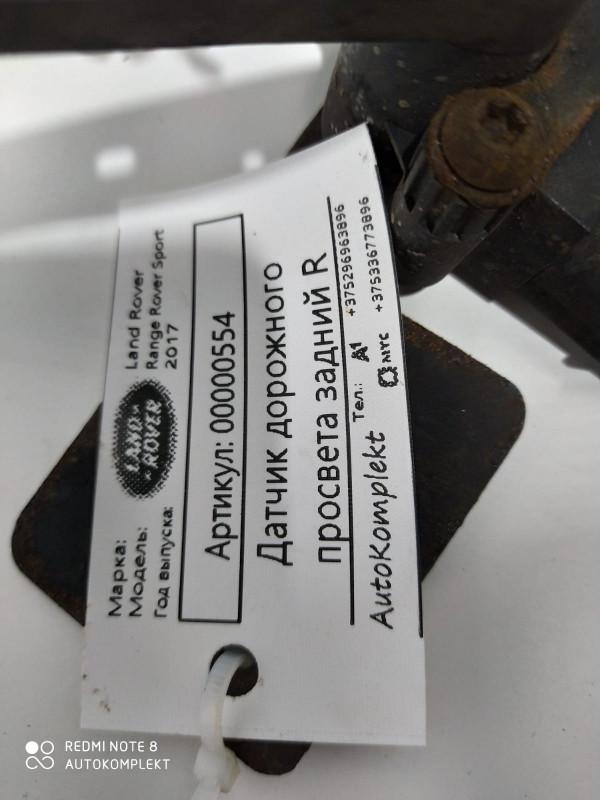 Марка: Land Rover
Модель: Range Rover Sport
Год выпуска: 2017
LAND
ROVER
Артикул: 00000554
Датчик дорожного
просвета задний R
AutoKomplekt Тел.: A1 +375296963896
МТС +375336773896
REDMI NOTE 8
AUTOKOMPLEKT